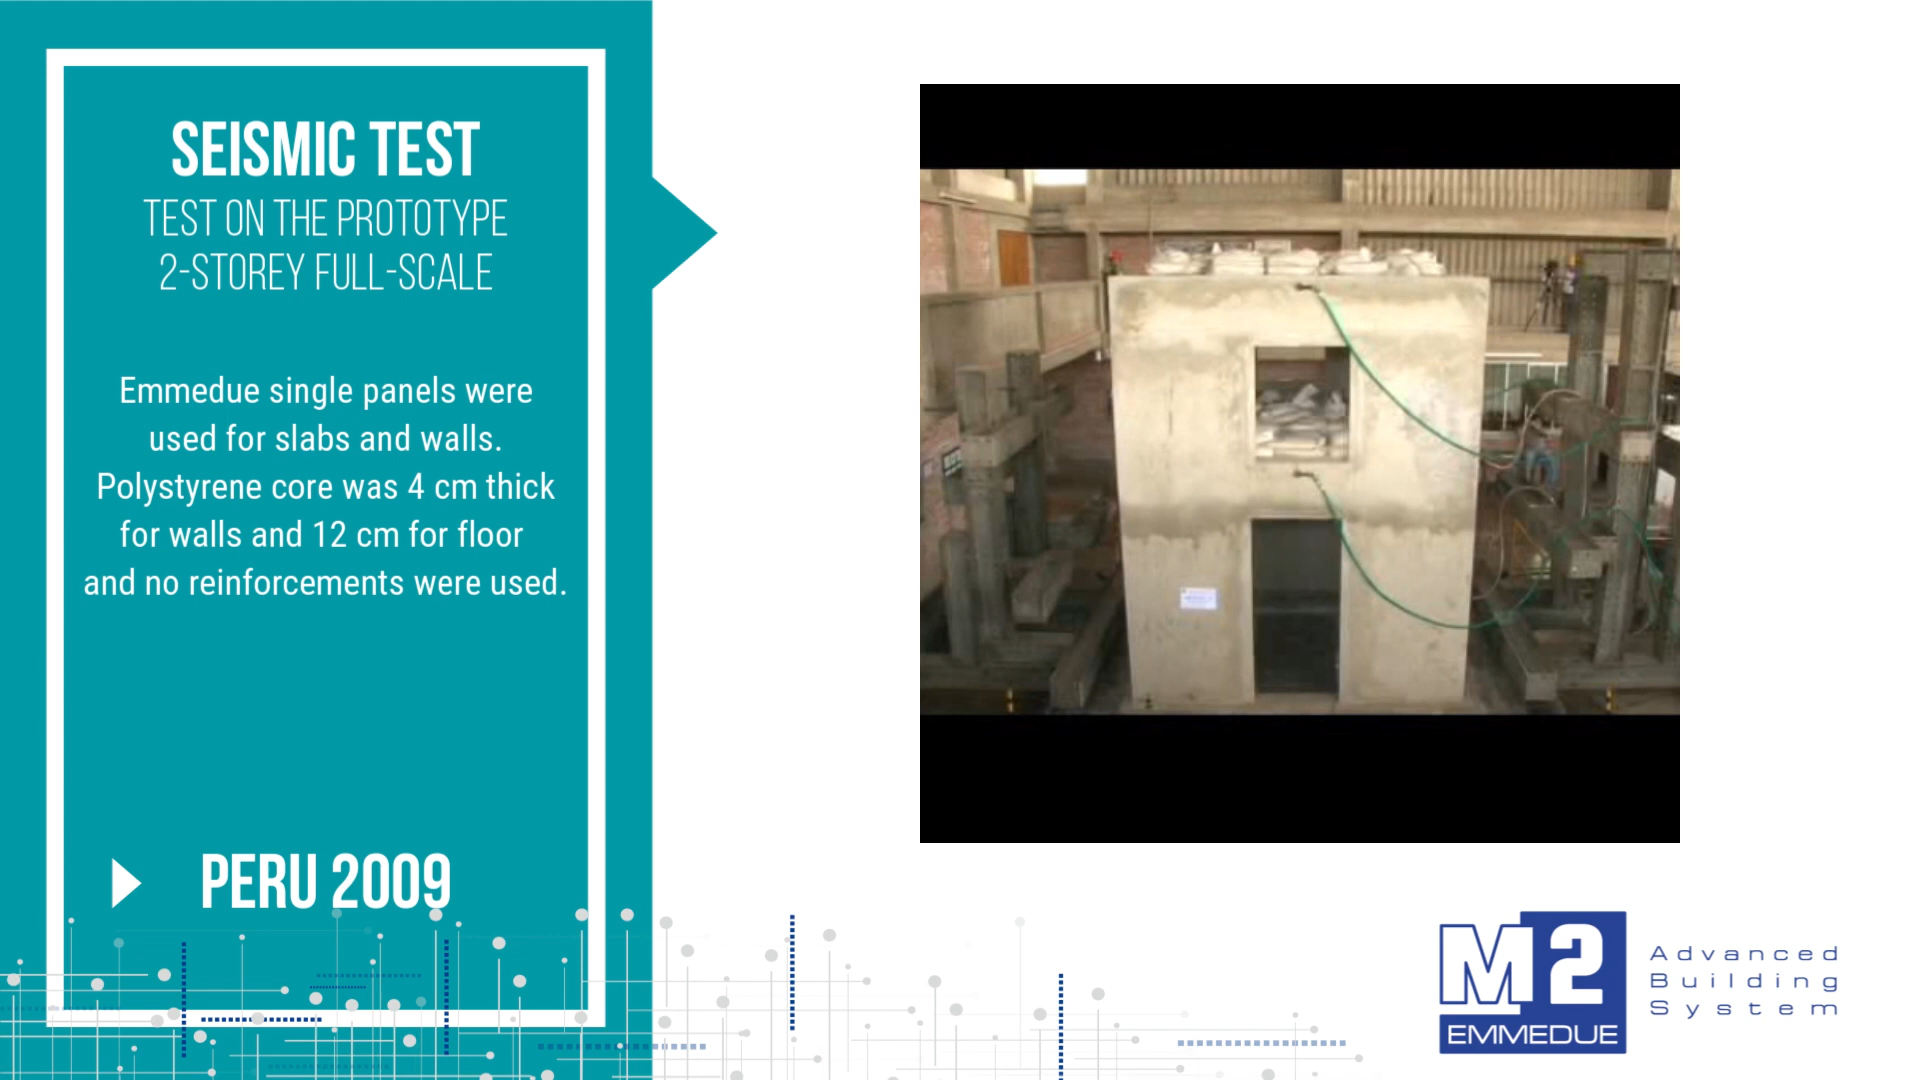 SEISMIC TEST
TEST ON THE PROTOTYPE
2-STOREY FULL-SCALE
Emmedue single panels were
used for slabs and walls.
Polystyrene core was 4 cm thick
for walls and 12 cm for floor
and no reinforcements were used.
PERU 2009
M2
EMMEDUE
Advanced
Building
System